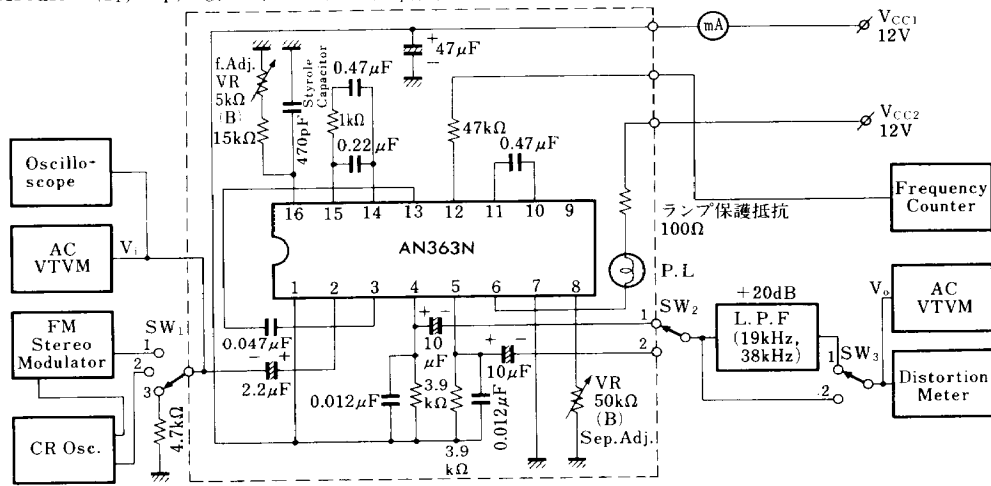 mA
VCC1
12V
+
47μF
−
f.Adj.
VR
5kΩ
(B)
15kΩ
470pF
Styrole
Capacitor
0.47μF
1kΩ
0.22μF
47kΩ
0.47μF
VCC2
12V
Oscillo-
scope
AC
VTVM
Vi
FM
Stereo
Modulator
CR Osc.
SW1
1
2
3
4.7kΩ
16 15 14 13 12 11 10 9
AN363N
1 2 3 4 5 6 7 8
0.047μF
− +
2.2μF
0.012μF
3.9
kΩ
+ −
10
μF
+ −
10μF
3.9
kΩ
0.012μF
VR
50kΩ
(B)
Sep.Adj.
ランプ保護抵抗
100Ω
P.L
Frequency
Counter
SW2
1
2
+20dB
L.P.F
(19kHz,
38kHz)
SW3
1
2
Vo
AC
VTVM
Distortion
Meter